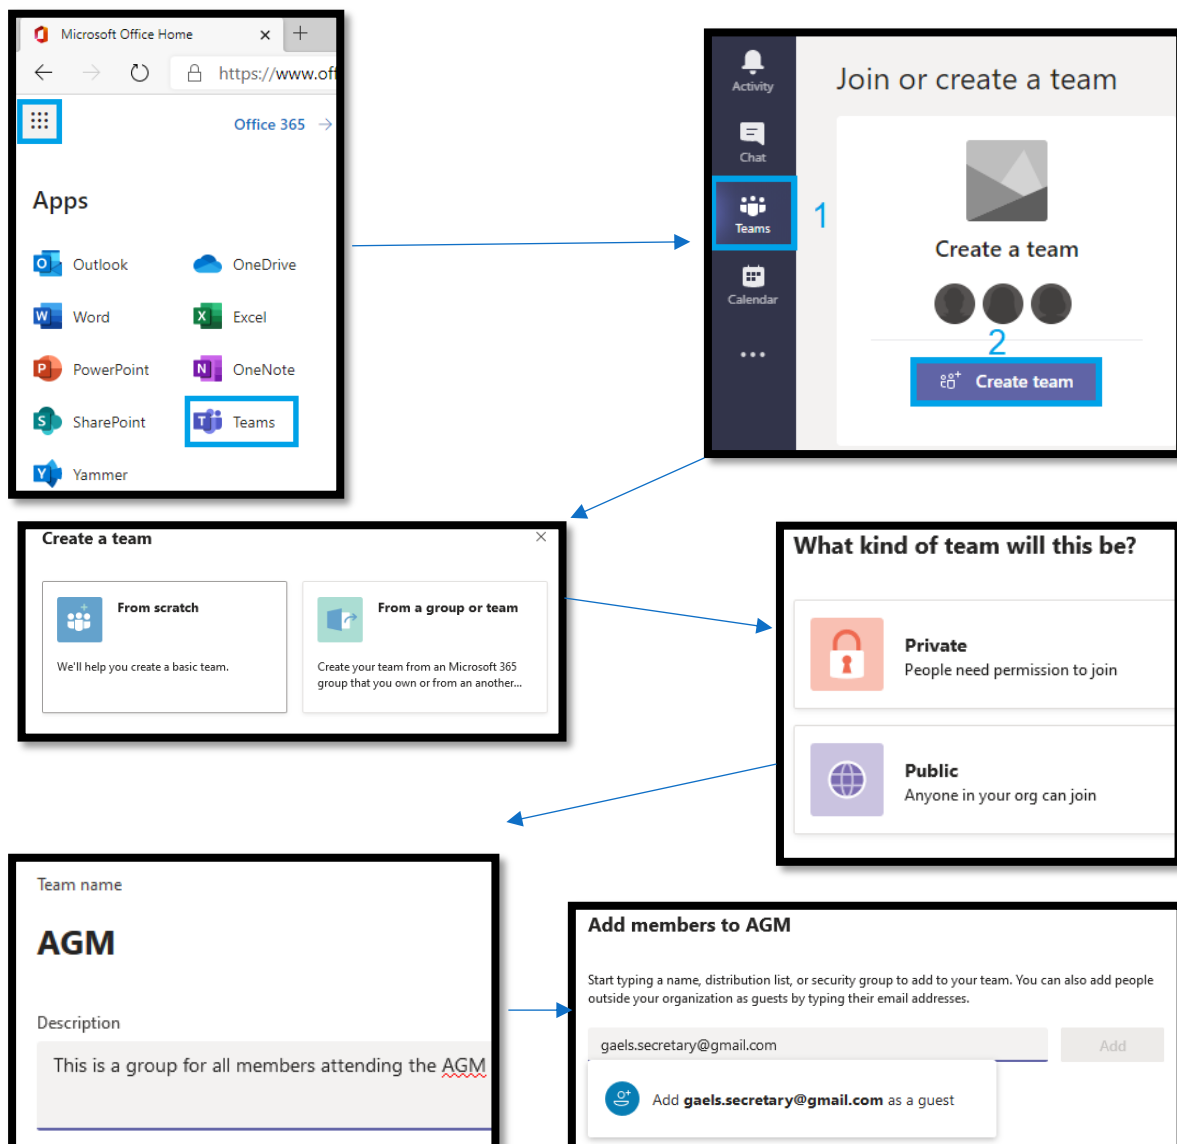 Microsoft Office Home
https://www.off
Office 365
Apps
Outlook
OneDrive
Word
Excel
PowerPoint
OneNote
SharePoint
Teams
Yammer
Activity
Chat
Teams
Calendar
1
Join or create a team
Create a team
2
Create team
Create a team
From scratch
We'll help you create a basic team.
From a group or team
Create your team from an Microsoft 365
group that you own or from an another...
What kind of team will this be?
Private
People need permission to join
Public
Anyone in your org can join
Team name
AGM
Description
This is a group for all members attending the AGM
Add members to AGM
Start typing a name, distribution list, or security group to add to your team. You can also add people
outside your organization as guests by typing their email addresses.
gaels.secretary@gmail.com
Add
Add gaels.secretary@gmail.com as a guest